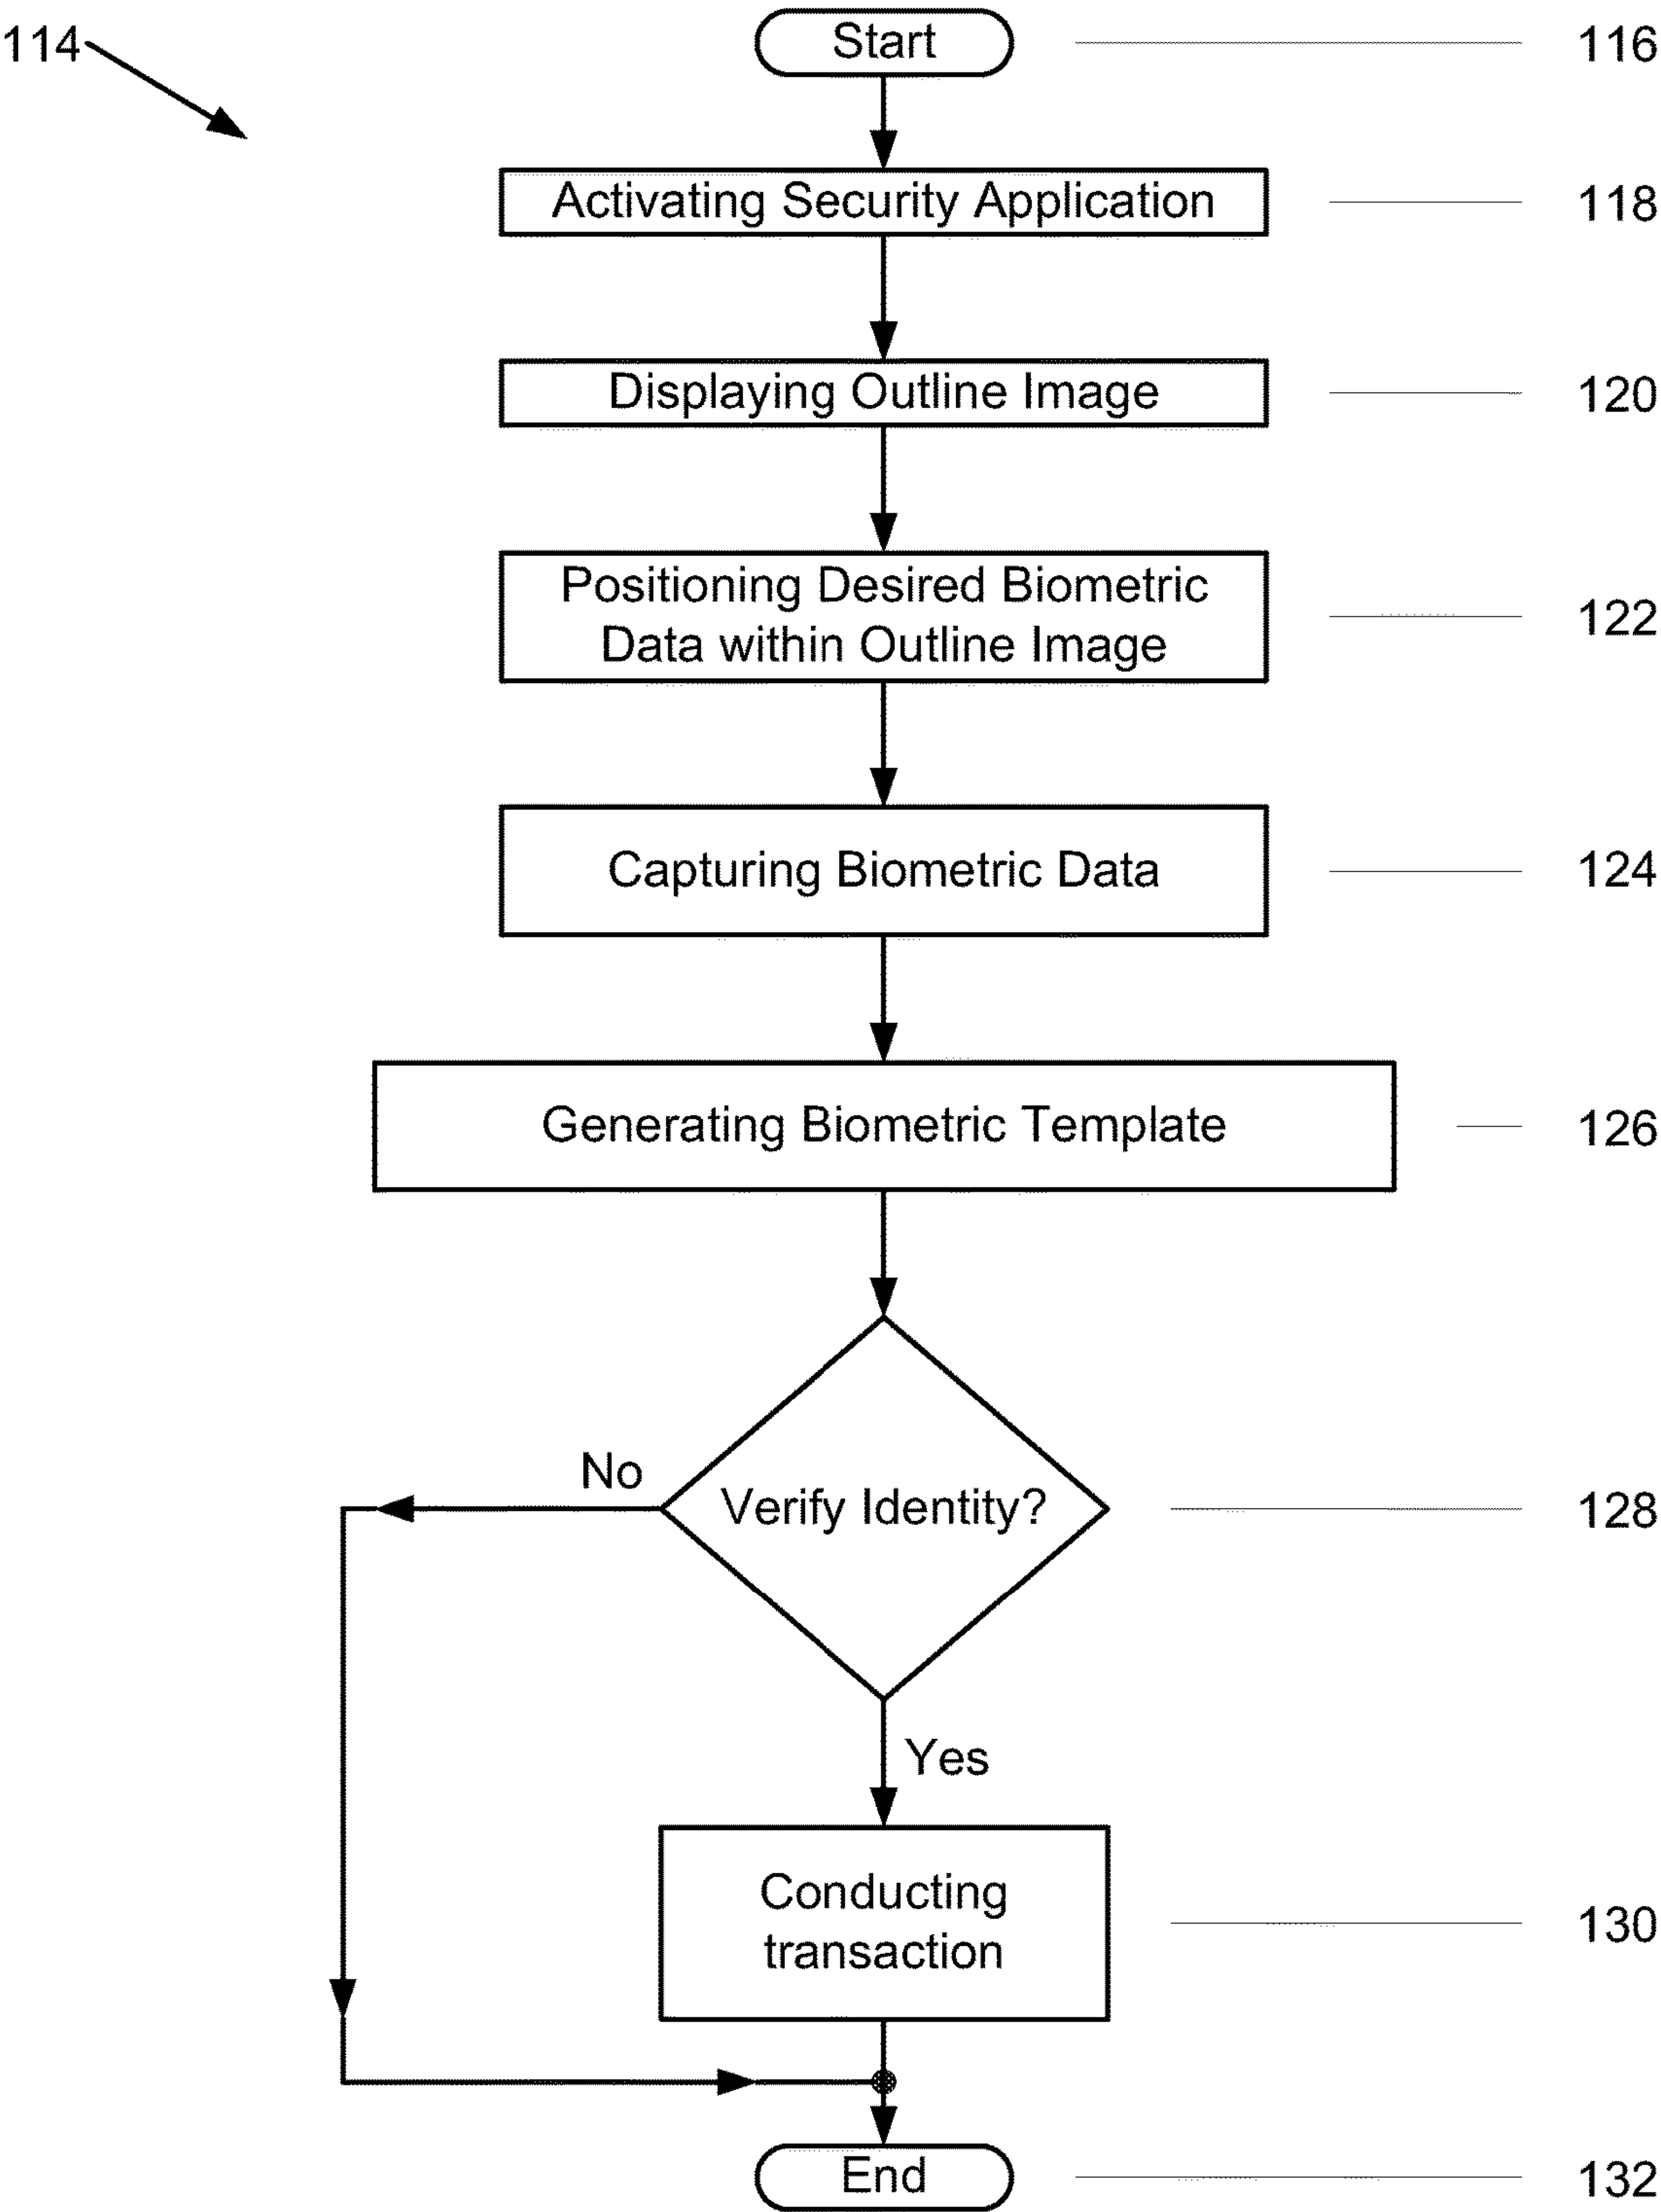 114
Start
116
Activating Security Application
118
Displaying Outline Image
120
Positioning Desired Biometric
Data within Outline Image
122
Capturing Biometric Data
124
Generating Biometric Template
126
No
Verify Identity?
128
Yes
Conducting
transaction
130
End
132